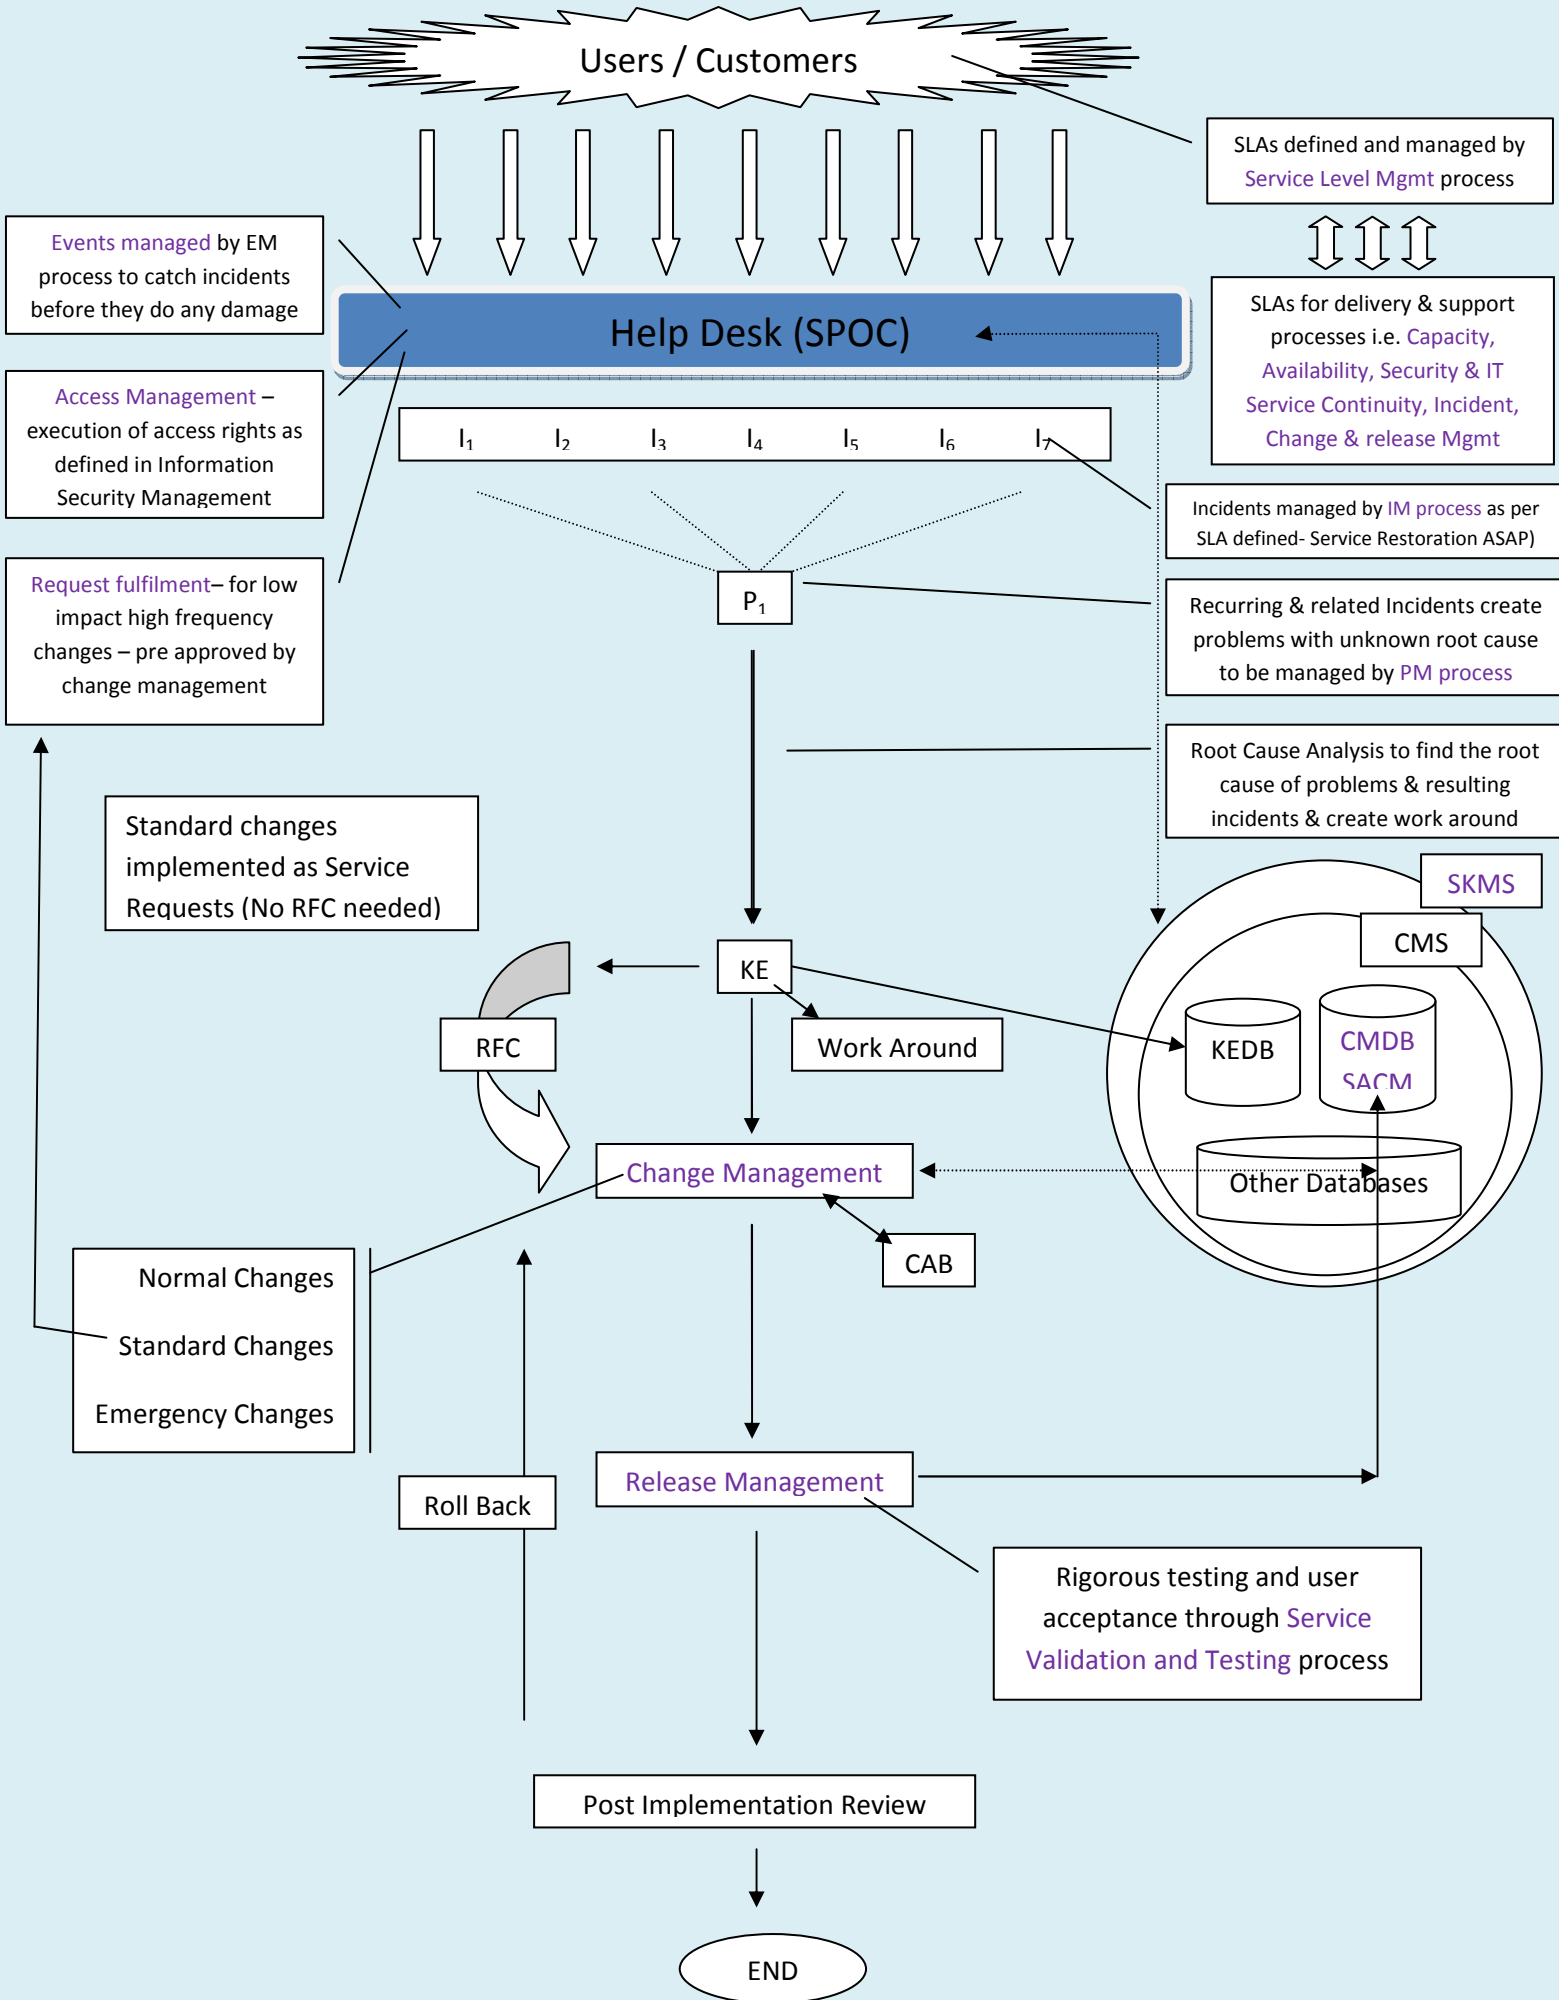 Users / Customers
SLAs defined and managed by
Service Level Mgmt process
Events managed by EM
process to catch incidents
before they do any damage
Help Desk (SPOC)
SLAs for delivery & support
processes i.e. Capacity,
Availability, Security & IT
Service Continuity, Incident,
Change & release Mgmt
Access Management –
execution of access rights as
defined in Information
Security Management
I₁ I₂ I₃ I₄ I₅ I₆ I₇
Incidents managed by IM process as per
SLA defined- Service Restoration ASAP)
Request fulfilment– for low
impact high frequency
changes – pre approved by
change management
P₁
Recurring & related Incidents create
problems with unknown root cause
to be managed by PM process
Root Cause Analysis to find the root
cause of problems & resulting
incidents & create work around
Standard changes
implemented as Service
Requests (No RFC needed)
SKMS
CMS
KE
RFC
Work Around
KEDB
CMDB
SACM
Change Management
Other Databases
CAB
Normal Changes
Standard Changes
Emergency Changes
Release Management
Roll Back
Rigorous testing and user
acceptance through Service
Validation and Testing process
Post Implementation Review
END